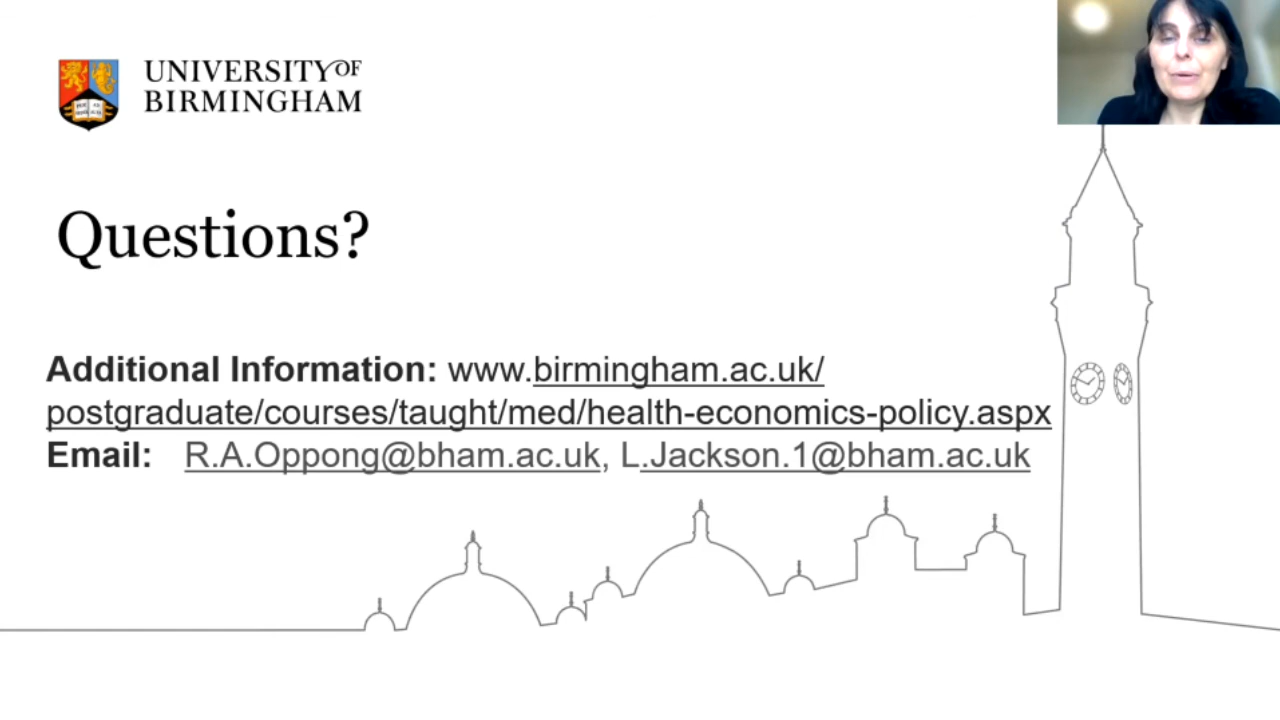 UNIVERSITY OF
BIRMINGHAM
Questions?
Additional Information: www.birmingham.ac.uk/
postgraduate/courses/taught/med/health-economics-policy.aspx
Email: R.A.Oppong@bham.ac.uk, L.Jackson.1@bham.ac.uk